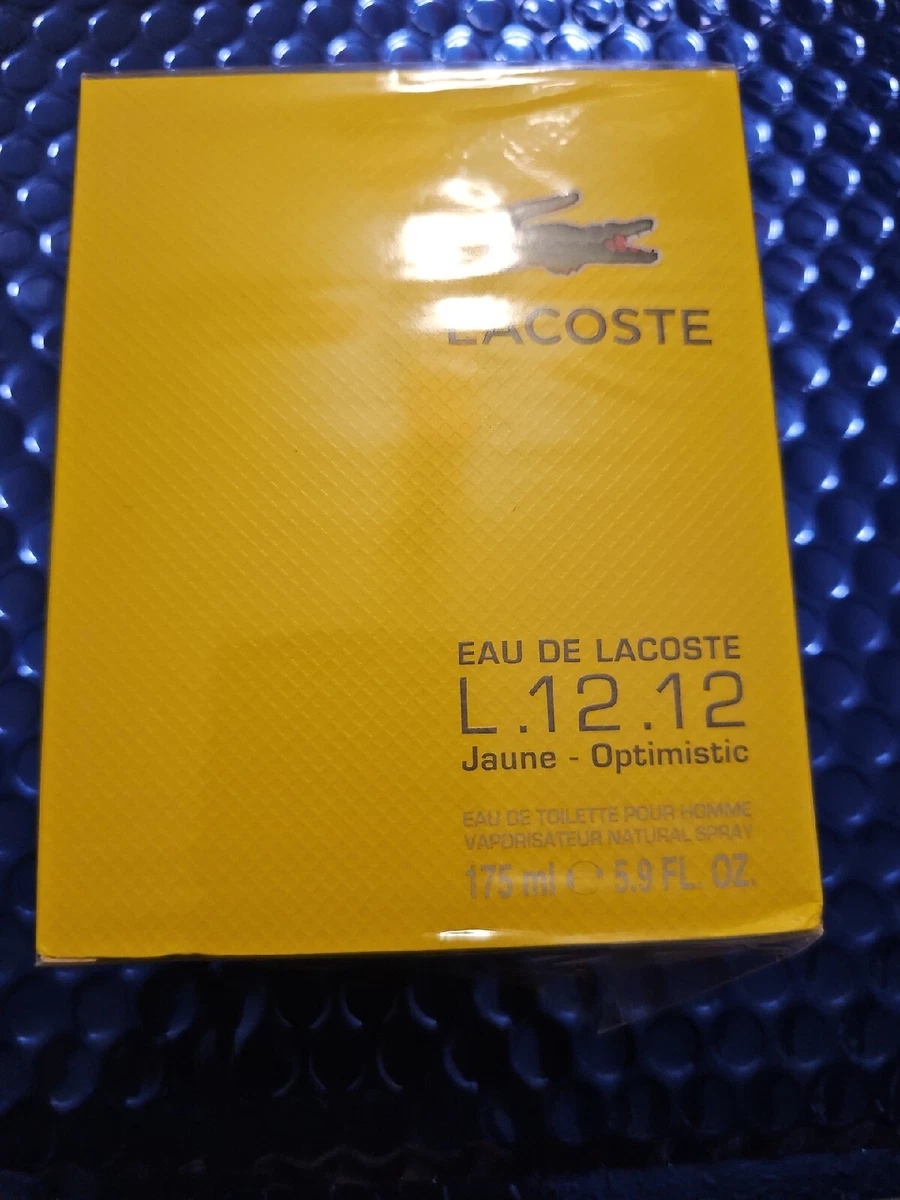 LACOSTE
EAU DE LACOSTE
L.12.12
Jaune - Optimistic
EAU DE TOILETTE POUR HOMME
VAPORISATEUR NATURAL SPRAY
175 ml ℮ 5.9 FL. OZ.